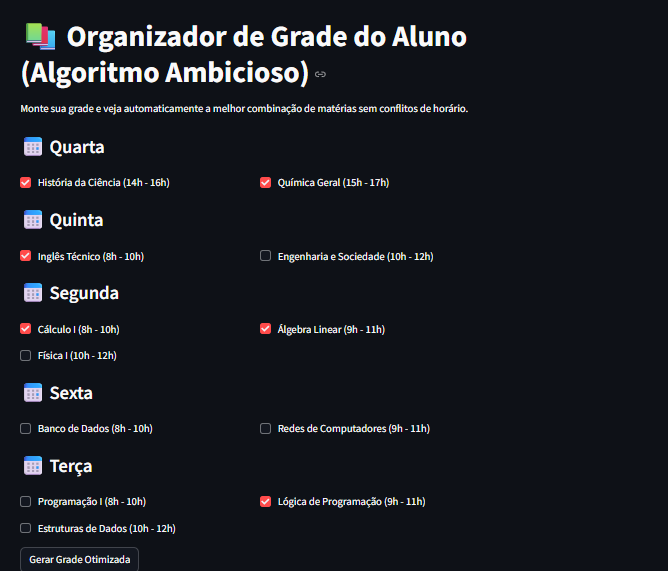 Organizador de Grade do Aluno
(Algoritmo Ambicioso)
Monte sua grade e veja automaticamente a melhor combinação de matérias sem conflitos de horário.
Quarta
História da Ciência (14h - 16h) Química Geral (15h - 17h)
Quinta
Inglês Técnico (8h - 10h) Engenharia e Sociedade (10h - 12h)
Segunda
Cálculo I (8h - 10h) Álgebra Linear (9h - 11h)
Física I (10h - 12h)
Sexta
Banco de Dados (8h - 10h) Redes de Computadores (9h - 11h)
Terça
Programação I (8h - 10h) Lógica de Programação (9h - 11h)
Estruturas de Dados (10h - 12h)
Gerar Grade Otimizada